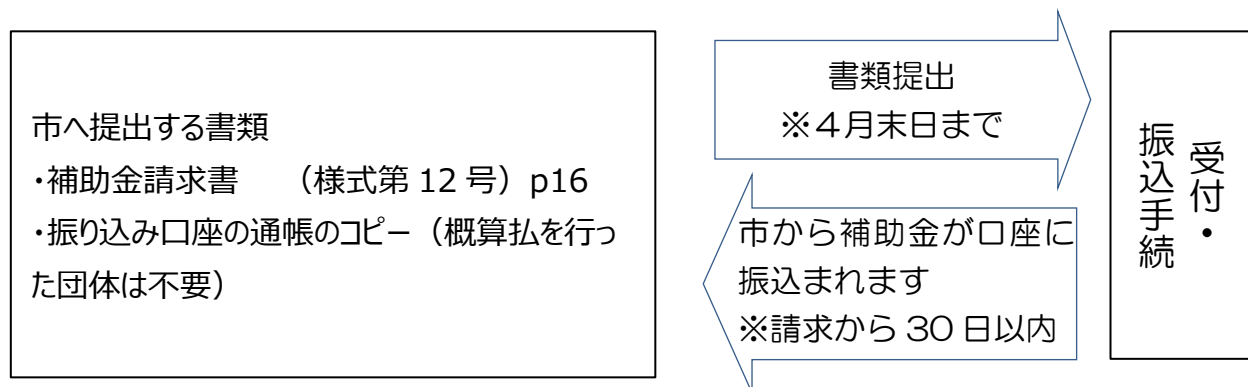 市へ提出する書類
・補助金請求書　　（様式第 12 号）p16
・振り込み口座の通帳のコピー（概算払を行っ
た団体は不要）
書類提出
※４月末日まで
市から補助金が口座に
振込まれます
※請求から 30 日以内
受付・
振込手続